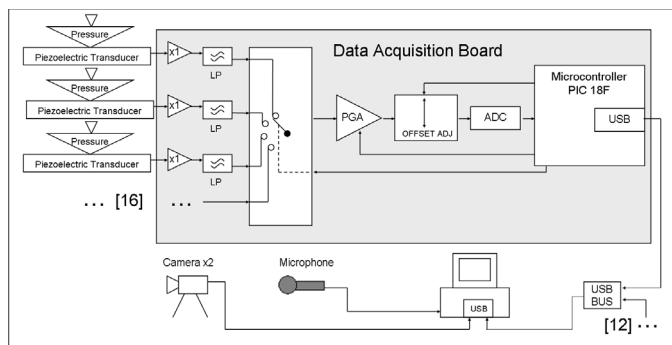 Pressure
Piezoelectric Transducer
x1
LP
Pressure
Piezoelectric Transducer
x1
LP
Pressure
Piezoelectric Transducer
x1
LP
... [16] ...
Data Acquisition Board
PGA
OFFSET ADJ
ADC
Microcontroller
PIC 18F
USB
Camera x2
Microphone
USB
USB
BUS
[12] ...